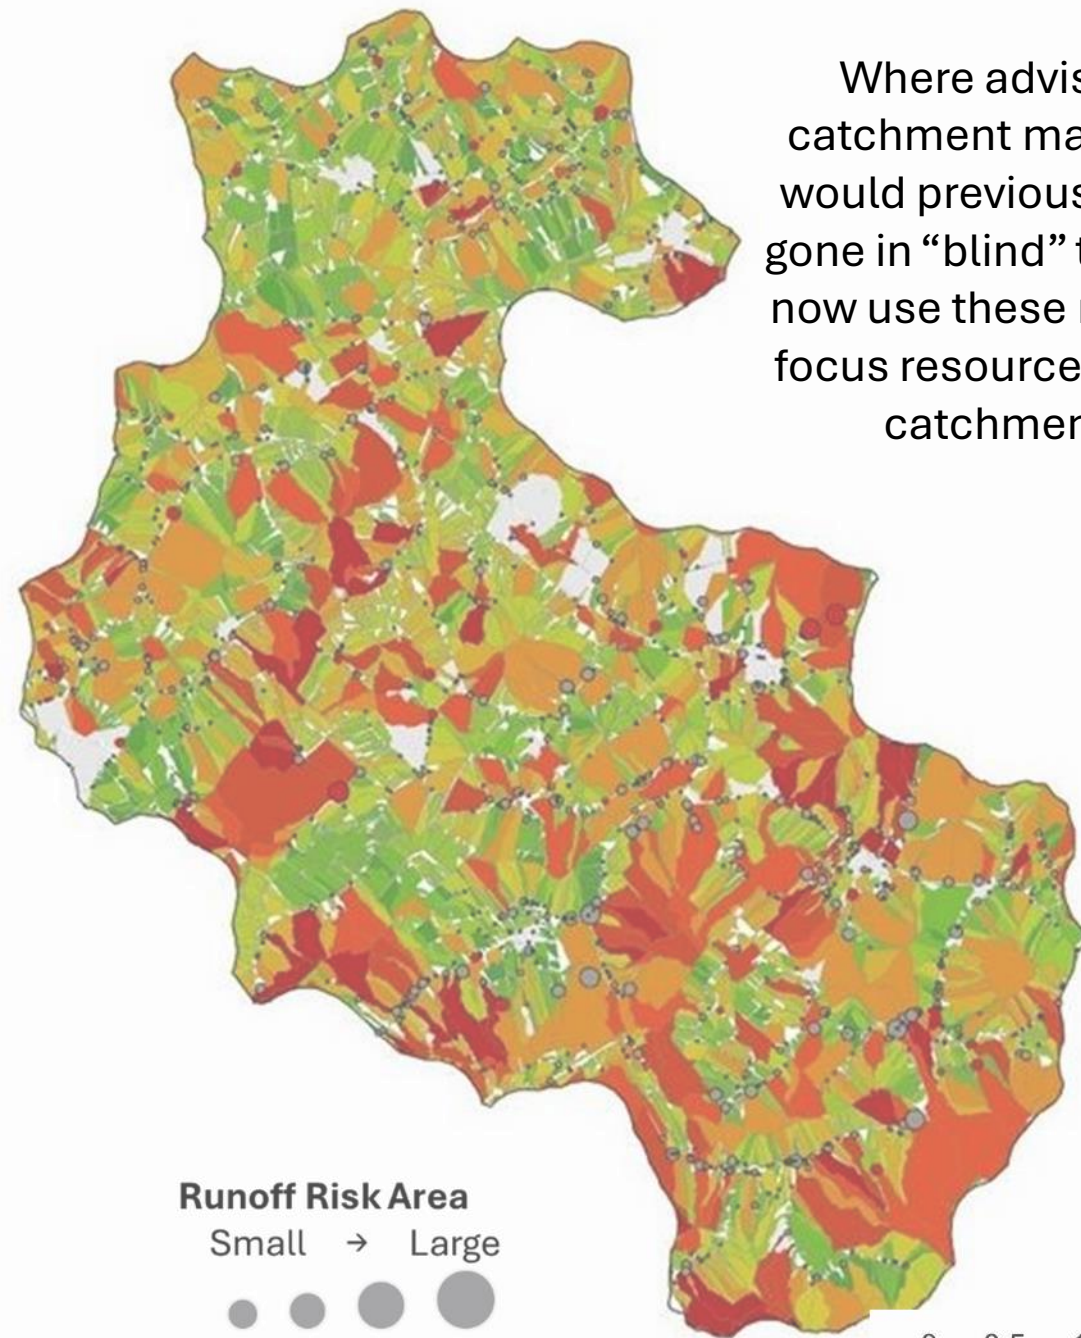 Where advis
catchment ma
would previous
gone in “blind” t
now use these
focus resource
catchmen
Runoff Risk Area
Small → Large